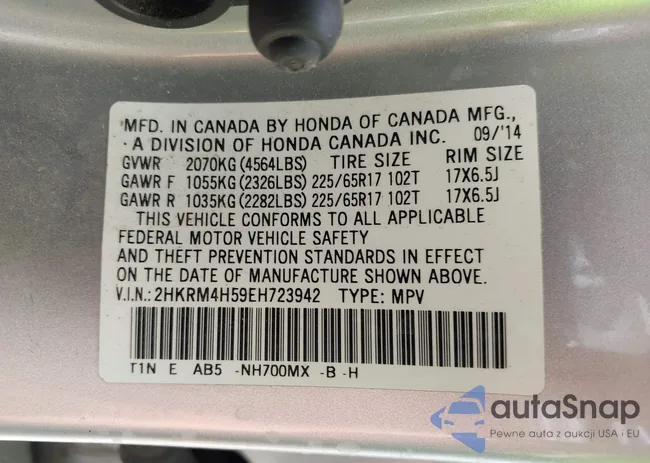 MFD. IN CANADA BY HONDA OF CANADA MFG.,
A DIVISION OF HONDA CANADA INC. 09/'14
GVWR 2070KG(4564LBS) TIRE SIZE RIM SIZE
GAWR F 1055KG(2326LBS) 225/65R17 102T 17X6.5J
GAWR R 1035KG(2282LBS) 225/65R17 102T 17X6.5J
THIS VEHICLE CONFORMS TO ALL APPLICABLE
FEDERAL MOTOR VEHICLE SAFETY
AND THEFT PREVENTION STANDARDS IN EFFECT
ON THE DATE OF MANUFACTURE SHOWN ABOVE.
V.I.N.: 2HKRM4H59EH723942 TYPE: MPV
T1N E AB5 -NH700MX -B -H
autaSnap
Pewne auta z aukcji USA i EU